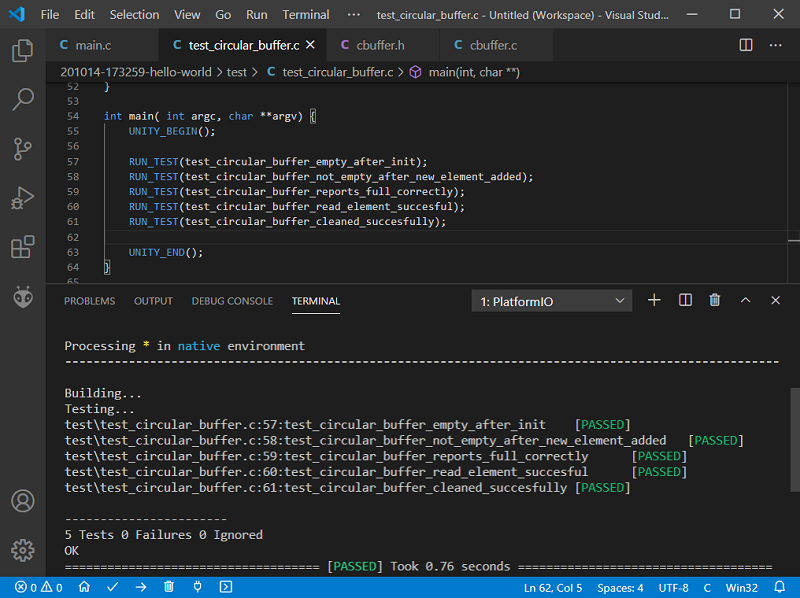 File Edit Selection View Go Run Terminal ··· test_circular_buffer.c - Untitled (Workspace) - Visual Stud...
C main.c C test_circular_buffer.c C cbuffer.h C cbuffer.c
201014-173259-hello-world > test > C test_circular_buffer.c > main(int, char **)
52 }
53
54 int main( int argc, char **argv) {
55 UNITY_BEGIN();
56
57 RUN_TEST(test_circular_buffer_empty_after_init);
58 RUN_TEST(test_circular_buffer_not_empty_after_new_element_added);
59 RUN_TEST(test_circular_buffer_reports_full_correctly);
60 RUN_TEST(test_circular_buffer_read_element_succesful);
61 RUN_TEST(test_circular_buffer_cleaned_succesfully);
62
63 UNITY_END();
64 }
65
PROBLEMS OUTPUT DEBUG CONSOLE TERMINAL 1: PlatformIO
Processing * in native environment
Building...
Testing...
test\test_circular_buffer.c:57:test_circular_buffer_empty_after_init [PASSED]
test\test_circular_buffer.c:58:test_circular_buffer_not_empty_after_new_element_added [PASSED]
test\test_circular_buffer.c:59:test_circular_buffer_reports_full_correctly [PASSED]
test\test_circular_buffer.c:60:test_circular_buffer_read_element_succesful [PASSED]
test\test_circular_buffer.c:61:test_circular_buffer_cleaned_succesfully [PASSED]
-----------------------
5 Tests 0 Failures 0 Ignored
OK
==================================== [PASSED] Took 0.76 seconds ====================================
0 0 Ln 62, Col 5 Spaces: 4 UTF-8 C Win32